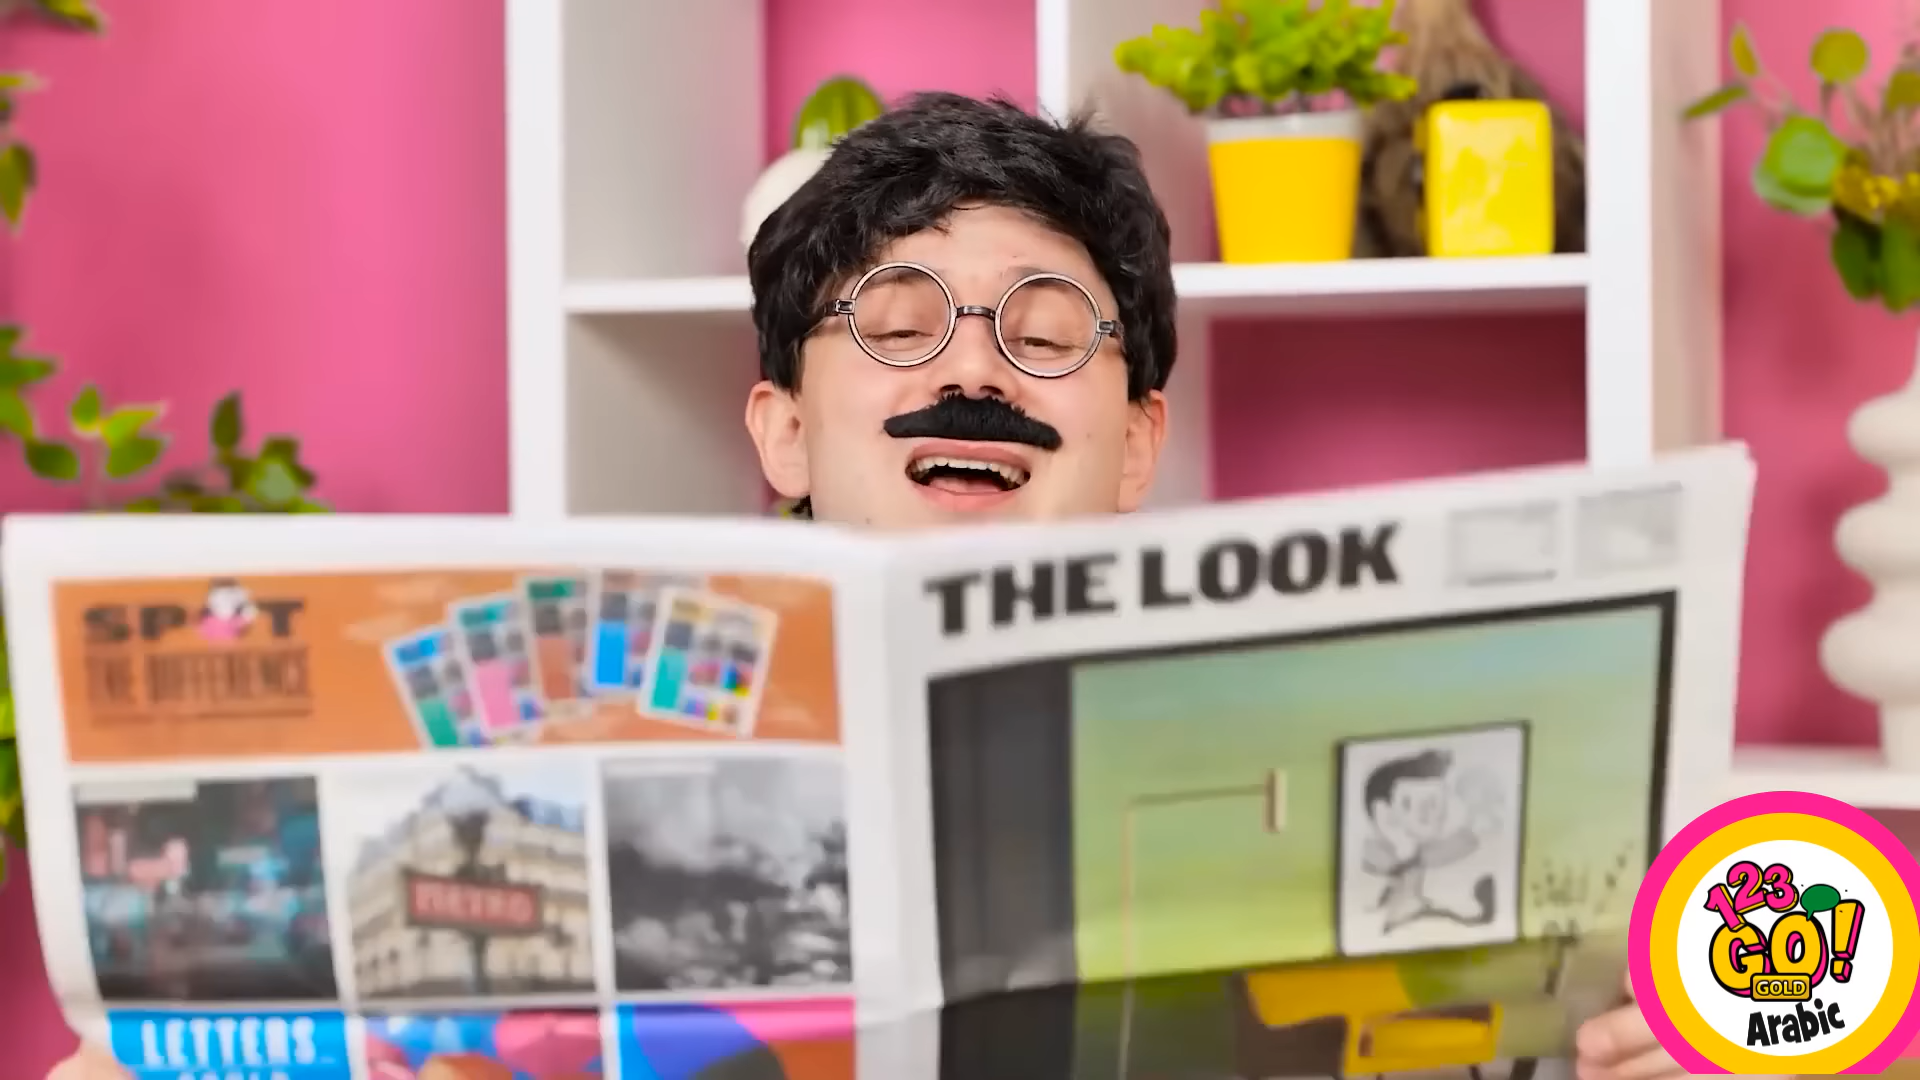 SPOT
THE DIFFERENCE
THE LOOK
METRO
LETTERS
123
GO!
GOLD
Arabic